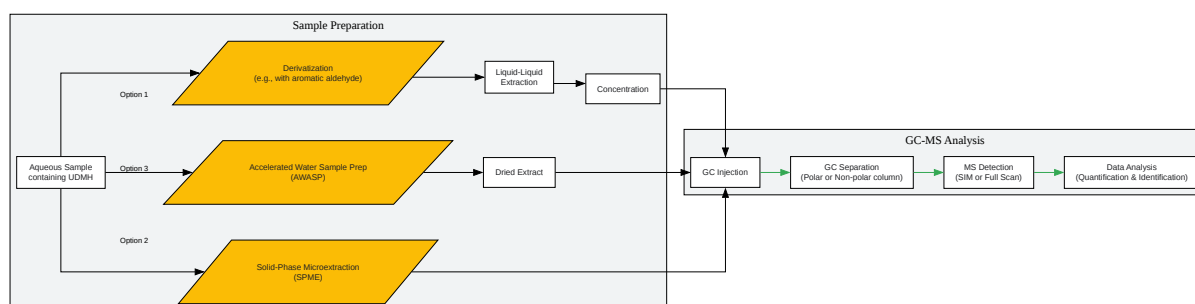 Sample Preparation
Derivatization
(e.g., with aromatic aldehyde)
Liquid-Liquid
Extraction
Concentration
Option 1
GC-MS Analysis
Aqueous Sample
containing UDMH
Option 3
Accelerated Water Sample Prep
(AWASP)
Dried Extract
GC Injection
GC Separation
(Polar or Non-polar column)
MS Detection
(SIM or Full Scan)
Data Analysis
(Quantification & Identification)
Option 2
Solid-Phase Microextraction
(SPME)